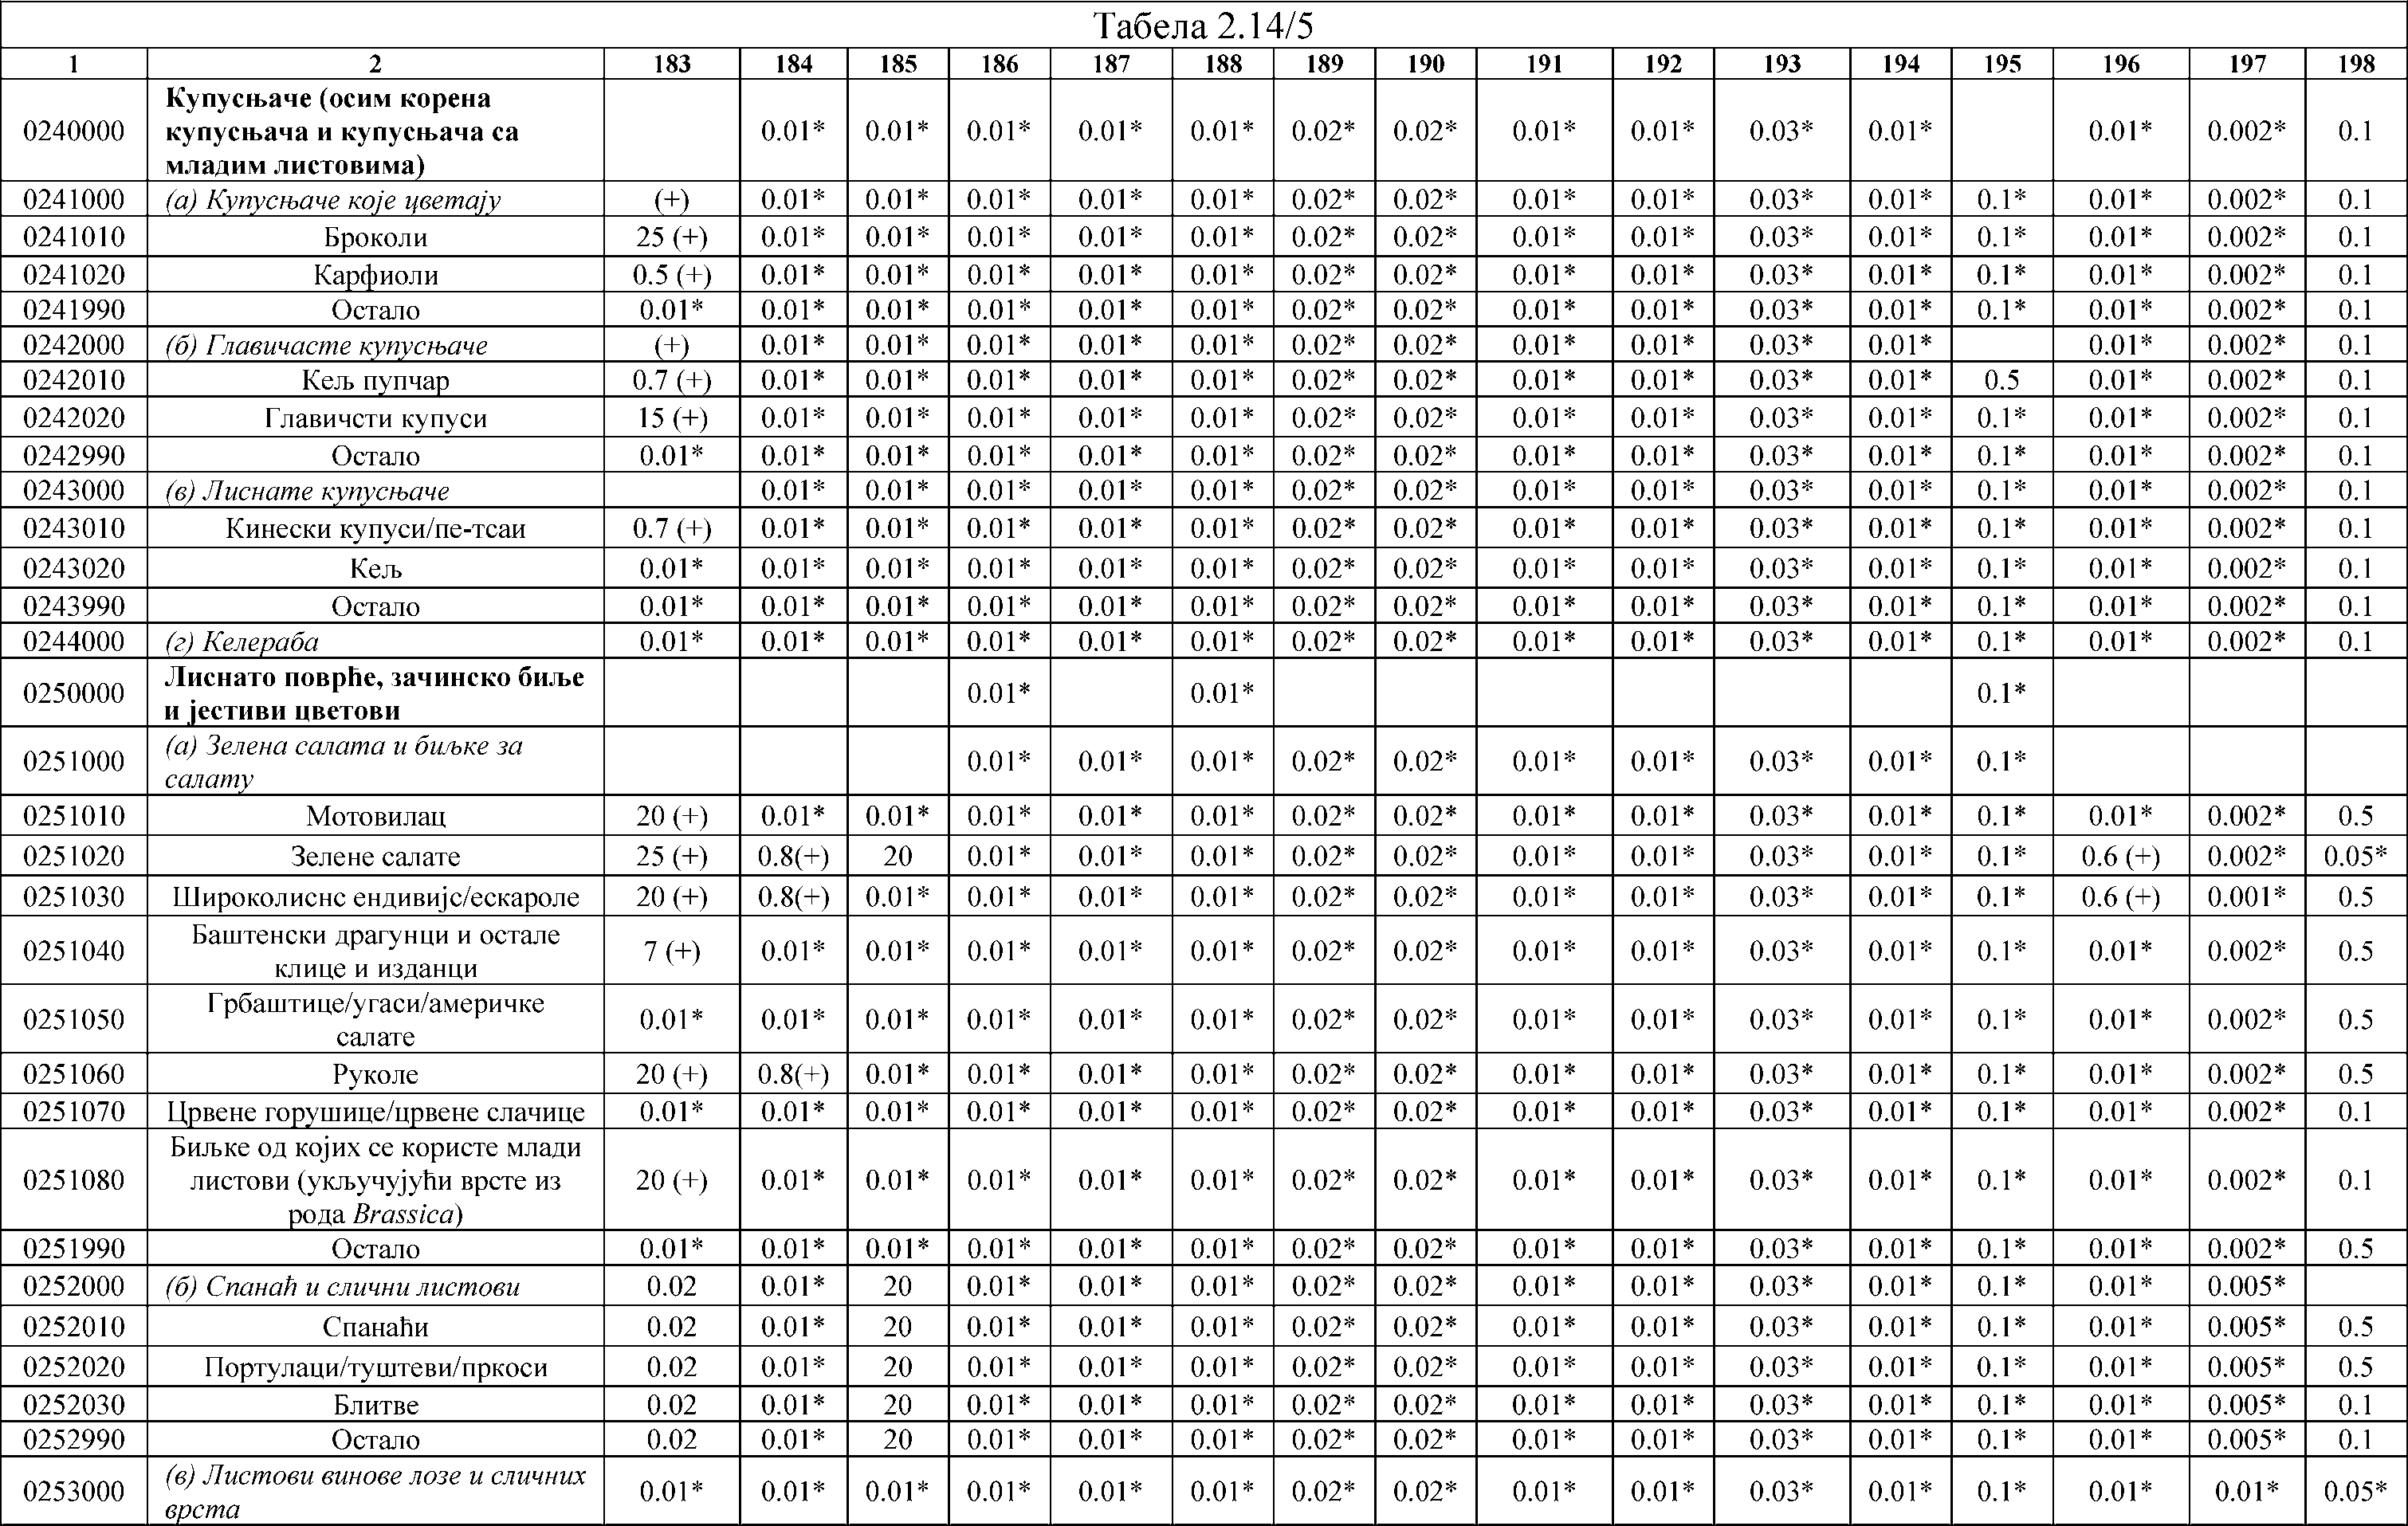 Табела 2.14/5
1 2 183 184 185 186 187 188 189 190 191 192 193 194 195 196 197 198
0240000 Купусњаче (осим корена купусњача и купусњача са младим листовима) 0.01* 0.01* 0.01* 0.01* 0.01* 0.02* 0.02* 0.01* 0.01* 0.03* 0.01* 0.01* 0.002* 0.1
0241000 (а) Купусњаче које цветају (+) 0.01* 0.01* 0.01* 0.01* 0.01* 0.02* 0.02* 0.01* 0.01* 0.03* 0.01* 0.1* 0.01* 0.002* 0.1
0241010 Броколи 25 (+) 0.01* 0.01* 0.01* 0.01* 0.01* 0.02* 0.02* 0.01* 0.01* 0.03* 0.01* 0.1* 0.01* 0.002* 0.1
0241020 Карфиоли 0.5 (+) 0.01* 0.01* 0.01* 0.01* 0.01* 0.02* 0.02* 0.01* 0.01* 0.03* 0.01* 0.1* 0.01* 0.002* 0.1
0241990 Остало 0.01* 0.01* 0.01* 0.01* 0.01* 0.01* 0.02* 0.02* 0.01* 0.01* 0.03* 0.01* 0.1* 0.01* 0.002* 0.1
0242000 (б) Главичасте купусњаче (+) 0.01* 0.01* 0.01* 0.01* 0.01* 0.02* 0.02* 0.01* 0.01* 0.03* 0.01* 0.01* 0.002* 0.1
0242010 Кељ пупчар 0.7 (+) 0.01* 0.01* 0.01* 0.01* 0.01* 0.02* 0.02* 0.01* 0.01* 0.03* 0.01* 0.5 0.01* 0.002* 0.1
0242020 Главичсти купуси 15 (+) 0.01* 0.01* 0.01* 0.01* 0.01* 0.02* 0.02* 0.01* 0.01* 0.03* 0.01* 0.1* 0.01* 0.002* 0.1
0242990 Остало 0.01* 0.01* 0.01* 0.01* 0.01* 0.01* 0.02* 0.02* 0.01* 0.01* 0.03* 0.01* 0.1* 0.01* 0.002* 0.1
0243000 (в) Лиснате купусњаче 0.01* 0.01* 0.01* 0.01* 0.01* 0.02* 0.02* 0.01* 0.01* 0.03* 0.01* 0.1* 0.01* 0.002* 0.1
0243010 Кинески купуси/пе-тсаи 0.7 (+) 0.01* 0.01* 0.01* 0.01* 0.01* 0.02* 0.02* 0.01* 0.01* 0.03* 0.01* 0.1* 0.01* 0.002* 0.1
0243020 Кељ 0.01* 0.01* 0.01* 0.01* 0.01* 0.01* 0.02* 0.02* 0.01* 0.01* 0.03* 0.01* 0.1* 0.01* 0.002* 0.1
0243990 Остало 0.01* 0.01* 0.01* 0.01* 0.01* 0.01* 0.02* 0.02* 0.01* 0.01* 0.03* 0.01* 0.1* 0.01* 0.002* 0.1
0244000 (г) Келераба 0.01* 0.01* 0.01* 0.01* 0.01* 0.01* 0.02* 0.02* 0.01* 0.01* 0.03* 0.01* 0.1* 0.01* 0.002* 0.1
0250000 Лиснато поврће, зачинско биље и јестиви цветови 0.01* 0.01* 0.1*
0251000 (а) Зелена салата и биљке за салату 0.01* 0.01* 0.01* 0.02* 0.02* 0.01* 0.01* 0.03* 0.01* 0.1*
0251010 Мотовилац 20 (+) 0.01* 0.01* 0.01* 0.01* 0.01* 0.02* 0.02* 0.01* 0.01* 0.03* 0.01* 0.1* 0.01* 0.002* 0.5
0251020 Зелене салате 25 (+) 0.8(+) 20 0.01* 0.01* 0.01* 0.02* 0.02* 0.01* 0.01* 0.03* 0.01* 0.1* 0.6 (+) 0.002* 0.05*
0251030 Широколиснс ендивијс/ескароле 20 (+) 0.8(+) 0.01* 0.01* 0.01* 0.01* 0.02* 0.02* 0.01* 0.01* 0.03* 0.01* 0.1* 0.6 (+) 0.001* 0.5
0251040 Баштенски драгунци и остале клице и изданци 7 (+) 0.01* 0.01* 0.01* 0.01* 0.01* 0.02* 0.02* 0.01* 0.01* 0.03* 0.01* 0.1* 0.01* 0.002* 0.5
0251050 Грбаштице/угаси/америчке салате 0.01* 0.01* 0.01* 0.01* 0.01* 0.01* 0.02* 0.02* 0.01* 0.01* 0.03* 0.01* 0.1* 0.01* 0.002* 0.5
0251060 Руколе 20 (+) 0.8(+) 0.01* 0.01* 0.01* 0.01* 0.02* 0.02* 0.01* 0.01* 0.03* 0.01* 0.1* 0.01* 0.002* 0.5
0251070 Црвене горушице/црвене слачице 0.01* 0.01* 0.01* 0.01* 0.01* 0.01* 0.02* 0.02* 0.01* 0.01* 0.03* 0.01* 0.1* 0.01* 0.002* 0.1
0251080 Биљке од којих се користе млади листови (укључујући врсте из рода Brassica) 20 (+) 0.01* 0.01* 0.01* 0.01* 0.01* 0.02* 0.02* 0.01* 0.01* 0.03* 0.01* 0.1* 0.01* 0.002* 0.1
0251990 Остало 0.01* 0.01* 0.01* 0.01* 0.01* 0.01* 0.02* 0.02* 0.01* 0.01* 0.03* 0.01* 0.1* 0.01* 0.002* 0.5
0252000 (б) Спанаћ и слични листови 0.02 0.01* 20 0.01* 0.01* 0.01* 0.02* 0.02* 0.01* 0.01* 0.03* 0.01* 0.1* 0.01* 0.005*
0252010 Спанаћи 0.02 0.01* 20 0.01* 0.01* 0.01* 0.02* 0.02* 0.01* 0.01* 0.03* 0.01* 0.1* 0.01* 0.005* 0.5
0252020 Портулаци/туштеви/пркоси 0.02 0.01* 20 0.01* 0.01* 0.01* 0.02* 0.02* 0.01* 0.01* 0.03* 0.01* 0.1* 0.01* 0.005* 0.5
0252030 Блитве 0.02 0.01* 20 0.01* 0.01* 0.01* 0.02* 0.02* 0.01* 0.01* 0.03* 0.01* 0.1* 0.01* 0.005* 0.1
0252990 Остало 0.02 0.01* 20 0.01* 0.01* 0.01* 0.02* 0.02* 0.01* 0.01* 0.03* 0.01* 0.1* 0.01* 0.005* 0.1
0253000 (в) Листови винове лозе и сличних врста 0.01* 0.01* 0.01* 0.01* 0.01* 0.01* 0.02* 0.02* 0.01* 0.01* 0.03* 0.01* 0.1* 0.01* 0.01* 0.05*